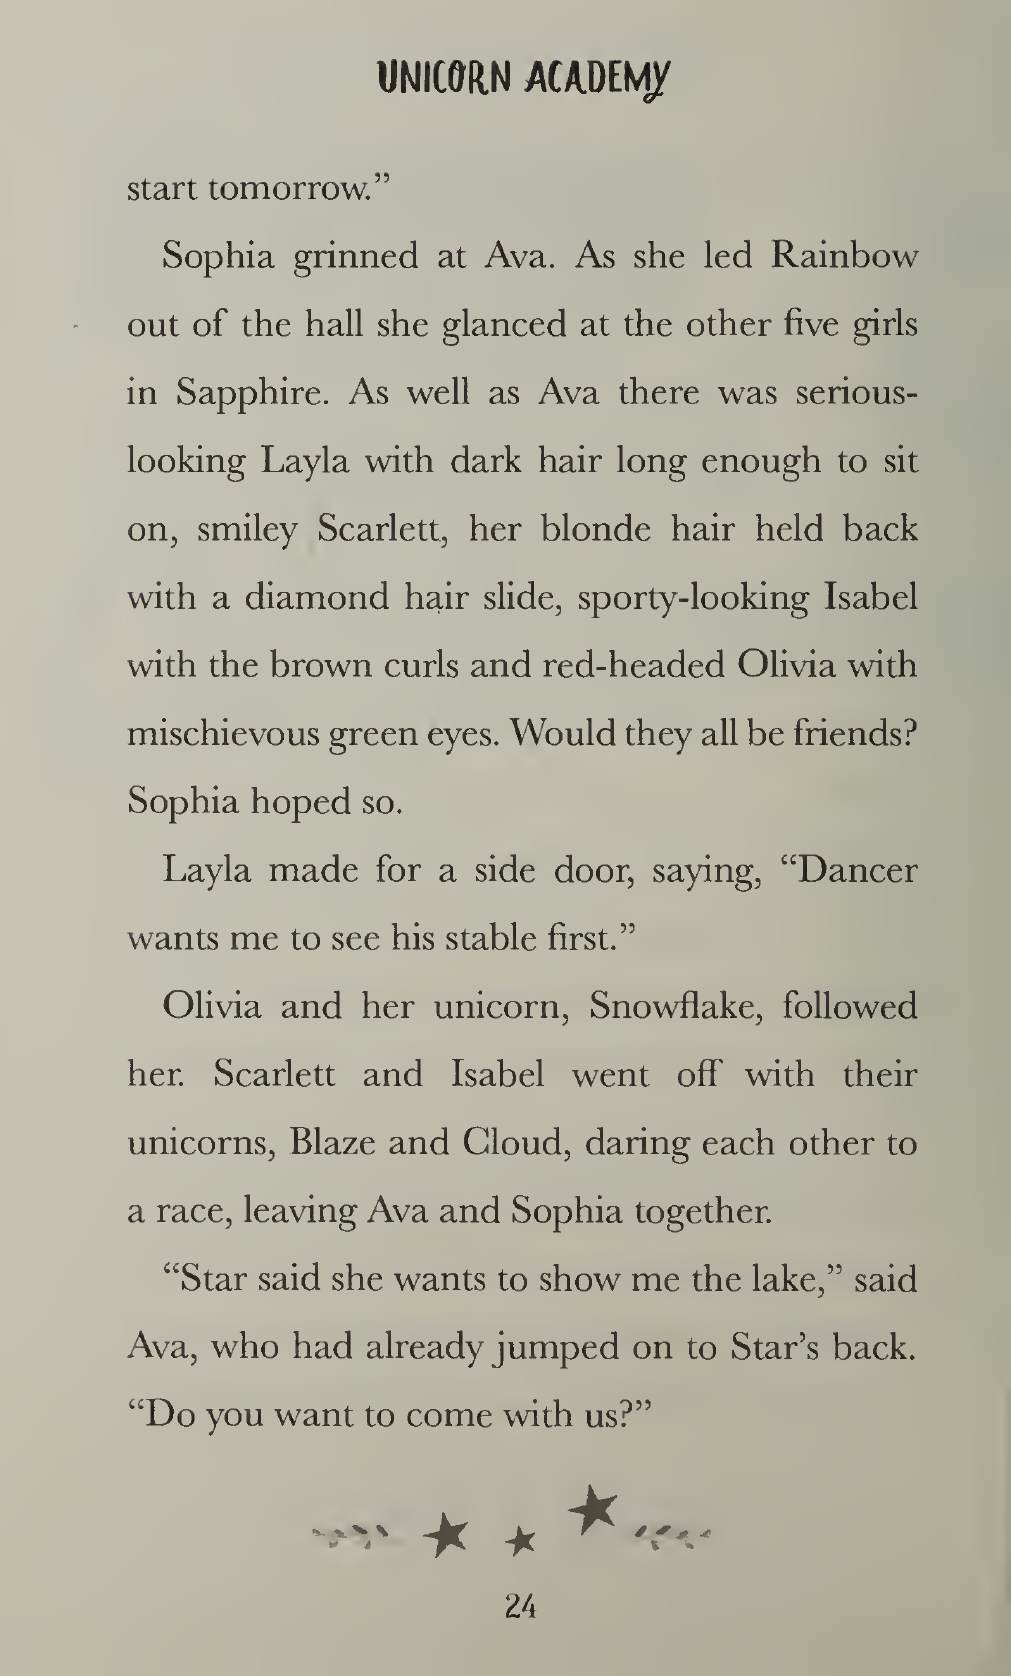 UNICORN ACADEMY
start tomorrow.”
Sophia grinned at Ava. As she led Rainbow
out of the hall she glanced at the other five girls
in Sapphire. As well as Ava there was serious-
looking Layla with dark hair long enough to sit
on, smiley Scarlett, her blonde hair held back
with a diamond hair slide, sporty-looking Isabel
with the brown curls and red-headed Olivia with
mischievous green eyes. Would they all be friends?
Sophia hoped so.
Layla made for a side door, saying, “Dancer
wants me to see his stable first.”
Olivia and her unicorn, Snowflake, followed
her. Scarlett and Isabel went off with their
unicorns, Blaze and Cloud, daring each other to
a race, leaving Ava and Sophia together.
“Star said she wants to show me the lake,” said
Ava, who had already jumped on to Star’s back.
“Do you want to come with us?”
24